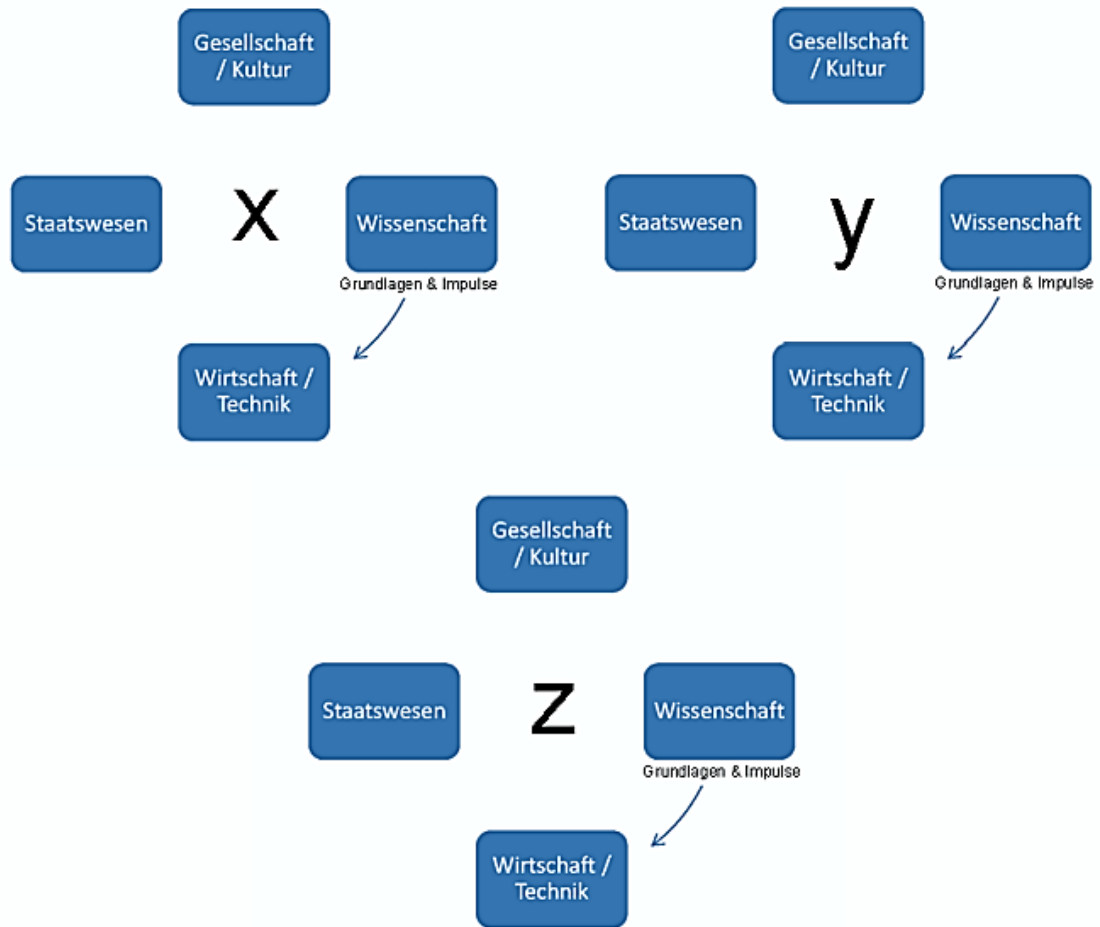 Gesellschaft
/ Kultur
Staatswesen
x
Wissenschaft
Grundlagen & Impulse
Wirtschaft /
Technik
Gesellschaft
/ Kultur
Staatswesen
y
Wissenschaft
Grundlagen & Impulse
Wirtschaft /
Technik
Gesellschaft
/ Kultur
Staatswesen
z
Wissenschaft
Grundlagen & Impulse
Wirtschaft /
Technik